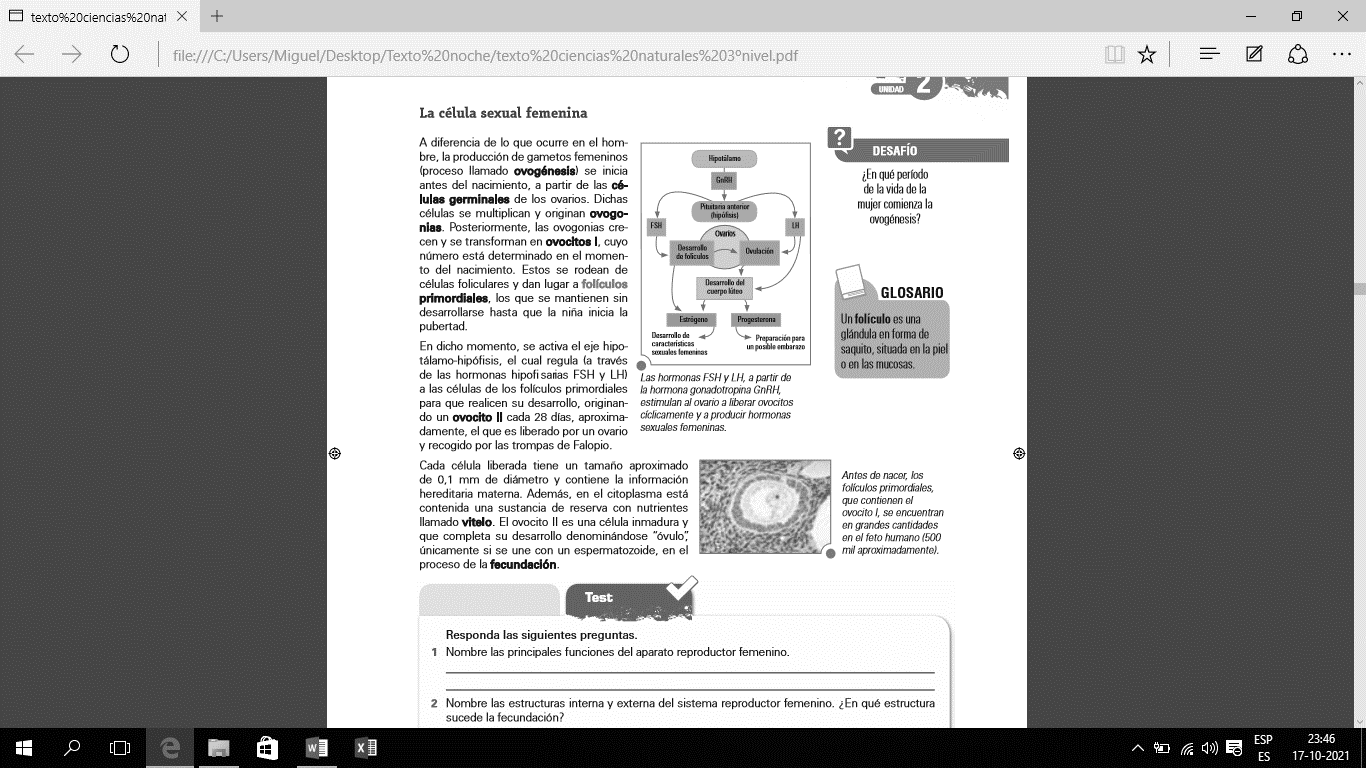 texto%20ciencias%20nat
file:///C:/Users/Miguel/Desktop/Texto%20noche/texto%20ciencias%20naturales%203ºnivel.pdf
UNIDAD 2
La célula sexual femenina
A diferencia de lo que ocurre en el hom-
bre, la producción de gametos femeninos
(proceso llamado ovogénesis) se inicia
antes del nacimiento, a partir de las cé-
lulas germinales de los ovarios. Dichas
células se multiplican y originan ovogo-
nias. Posteriormente, las ovogonias cre-
cen y se transforman en ovocitos I, cuyo
número está determinado en el momen-
to del nacimiento. Estos se rodean de
células foliculares y dan lugar a folículos
primordiales, los que se mantienen sin
desarrollarse hasta que la niña inicia la
pubertad.
En dicho momento, se activa el eje hipo-
tálamo-hipófisis, el cual regula (a través
de las hormonas hipofisarias FSH y LH)
a las células de los folículos primordiales
para que realicen su desarrollo, originan-
do un ovocito II cada 28 días, aproxima-
damente, el que es liberado por un ovario
y recogido por las trompas de Falopio.
Cada célula liberada tiene un tamaño aproximado
de 0,1 mm de diámetro y contiene la información
hereditaria materna. Además, en el citoplasma está
contenida una sustancia de reserva con nutrientes
llamado vitelo. El ovocito II es una célula inmadura y
que completa su desarrollo denominándose “óvulo”,
únicamente si se une con un espermatozoide, en el
proceso de la fecundación.
Hipotálamo
GnRH
Pituitaria anterior
(hipófisis)
FSH
LH
Ovarios
Desarrollo
de folículos
Ovulación
Desarrollo del
cuerpo lúteo
Estrógeno
Progesterona
Desarrollo de
características
sexuales femeninas
Preparación para
un posible embarazo
Las hormonas FSH y LH, a partir de
la hormona gonadotropina GnRH,
estimulan al ovario a liberar ovocitos
cíclicamente y a producir hormonas
sexuales femeninas.
?
DESAFÍO
¿En qué período
de la vida de la
mujer comienza la
ovogénesis?
GLOSARIO
Un folículo es una
glándula en forma de
saquito, situada en la piel
o en las mucosas.
Antes de nacer, los
folículos primordiales,
que contienen el
ovocito I, se encuentran
en grandes cantidades
en el feto humano (500
mil aproximadamente).
Test
Responda las siguientes preguntas.
1 Nombre las principales funciones del aparato reproductor femenino.
2 Nombre las estructuras interna y externa del sistema reproductor femenino. ¿En qué estructura
sucede la fecundación?
ESP
ES
23:46
17-10-2021